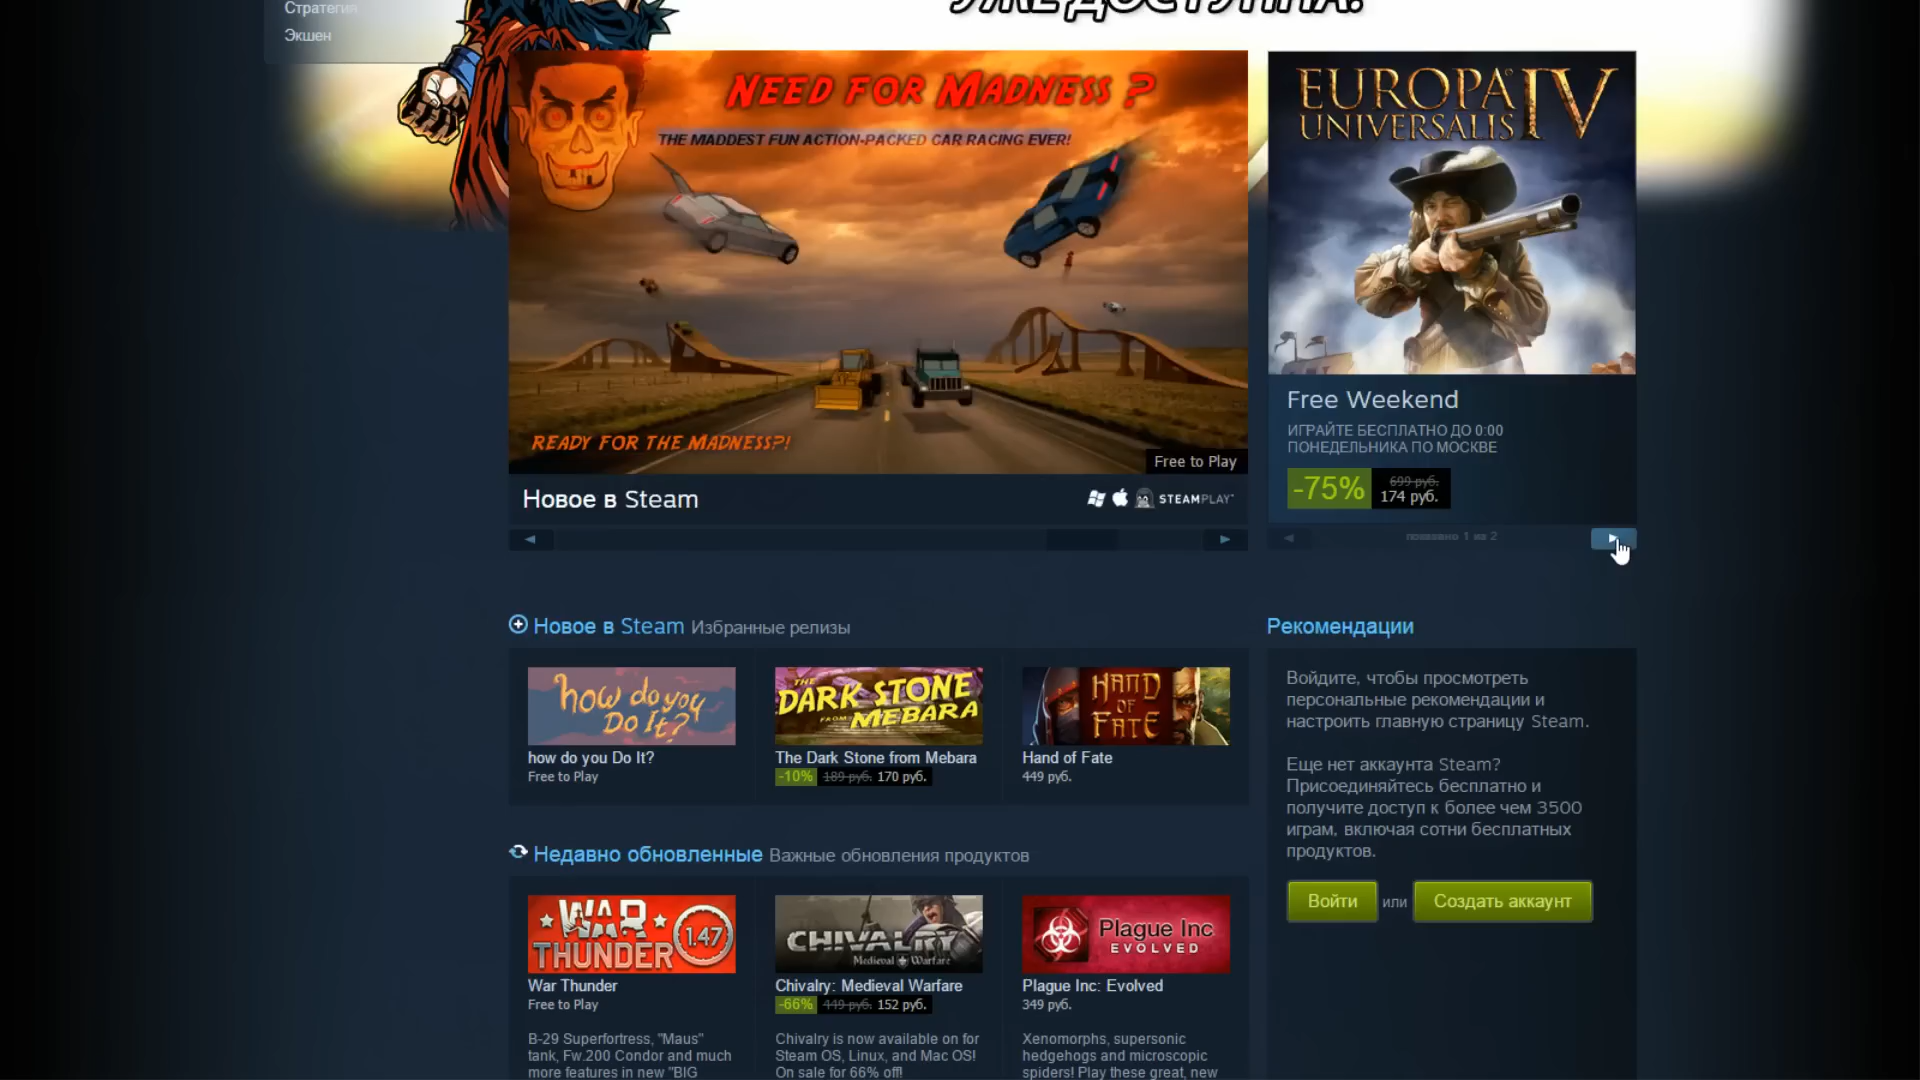 Стратегия
Экшен
УЖЕ ДОСТУПНА!
NEED FOR MADNESS ?
THE MADDEST FUN ACTION-PACKED CAR RACING EVER!
READY FOR THE MADNESS?!
Free to Play
Новое в Steam
STEAMPLAY
EUROPA
UNIVERSALIS IV
Free Weekend
ИГРАЙТЕ БЕСПЛАТНО ДО 0:00
ПОНЕДЕЛЬНИКА ПО МОСКВЕ
-75%
699 руб.
174 руб.
показано 1 из 2
Новое в Steam Избранные релизы
how do you
Do It?
how do you Do It?
Free to Play
THE
DARK STONE
FROM MEBARA
The Dark Stone from Mebara
-10% 189 руб. 170 руб.
HAND
OF
FATE
Hand of Fate
449 руб.
Недавно обновленные Важные обновления продуктов
WAR
THUNDER
1.47
War Thunder
Free to Play
B-29 Superfortress, "Maus"
tank, Fw.200 Condor and much
more features in new "BIG
CHIVALRY
Medieval Warfare
Chivalry: Medieval Warfare
-66% 449 руб. 152 руб.
Chivalry is now available on for
Steam OS, Linux, and Mac OS!
On sale for 66% off!
Plague Inc
EVOLVED
Plague Inc: Evolved
349 руб.
Xenomorphs, supersonic
hedgehogs and microscopic
spiders! Play these great, new
Рекомендации
Войдите, чтобы просмотреть
персональные рекомендации и
настроить главную страницу Steam.
Еще нет аккаунта Steam?
Присоединяйтесь бесплатно и
получите доступ к более чем 3500
играм, включая сотни бесплатных
продуктов.
Войти или Создать аккаунт